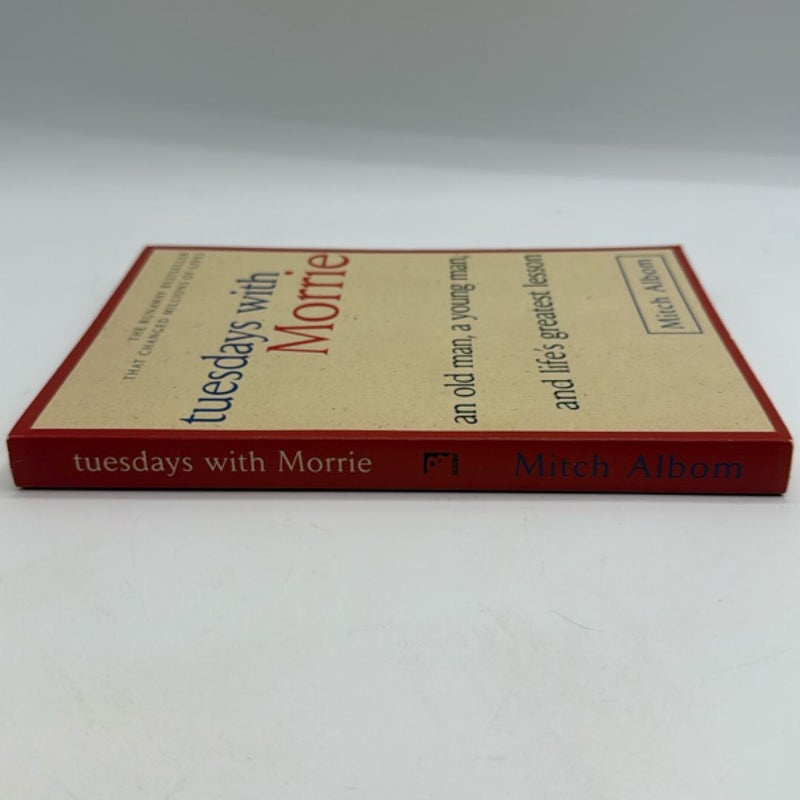 THE RUNAWAY BESTSELLER
THAT CHANGED MILLIONS OF LIVES
tuesdays with
Morrie
an old man, a young man,
and life's greatest lesson
Mitch Albom
tuesdays with Morrie
Mitch Albom